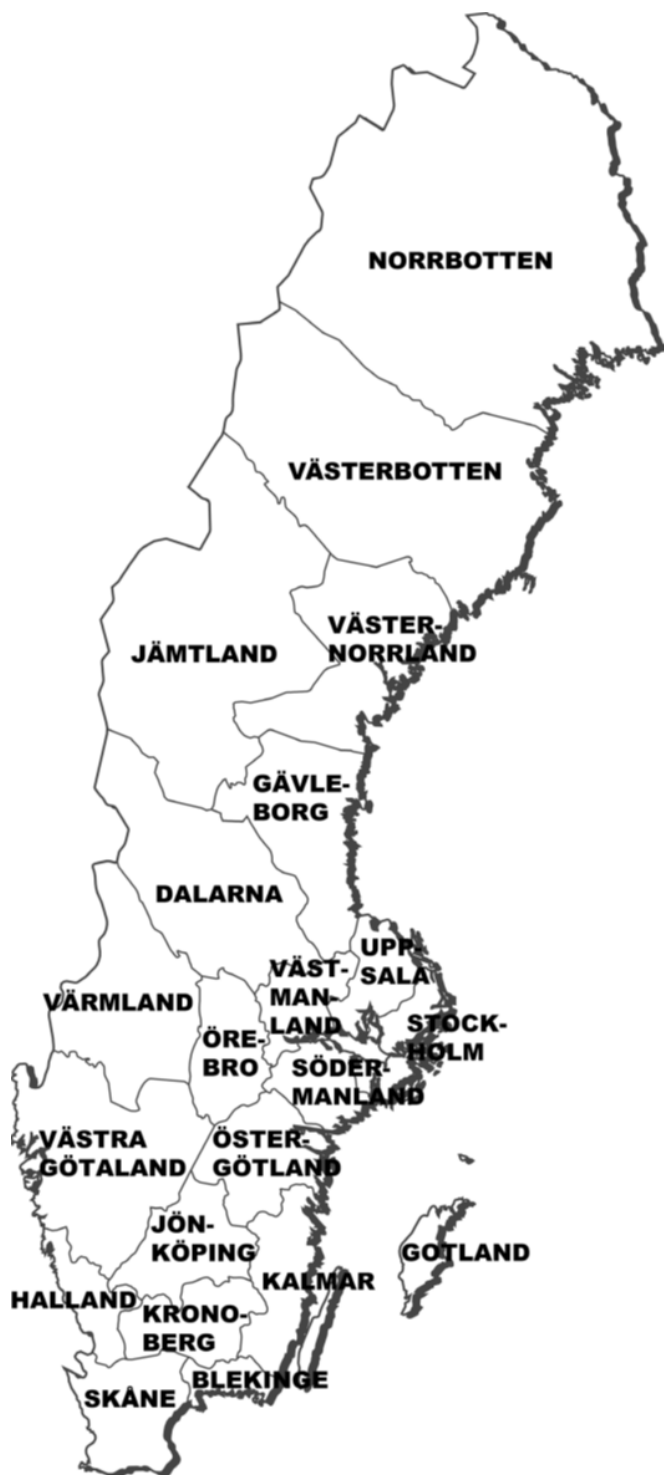 NORRBOTTEN
VÄSTERBOTTEN
VÄSTER-
NORRLAND
JÄMTLAND
GÄVLE-
BORG
DALARNA
UPP-
SALA
VÄST-
MAN-
LAND
VÄRMLAND
STOCK-
HOLM
ÖRE-
BRO
SÖDER-
MANLAND
VÄSTRA
GÖTALAND
ÖSTER-
GÖTLAND
JÖN-
KÖPING
GOTLAND
KALMAR
HALLAND
KRONO-
BERG
BLEKINGE
SKÅNE